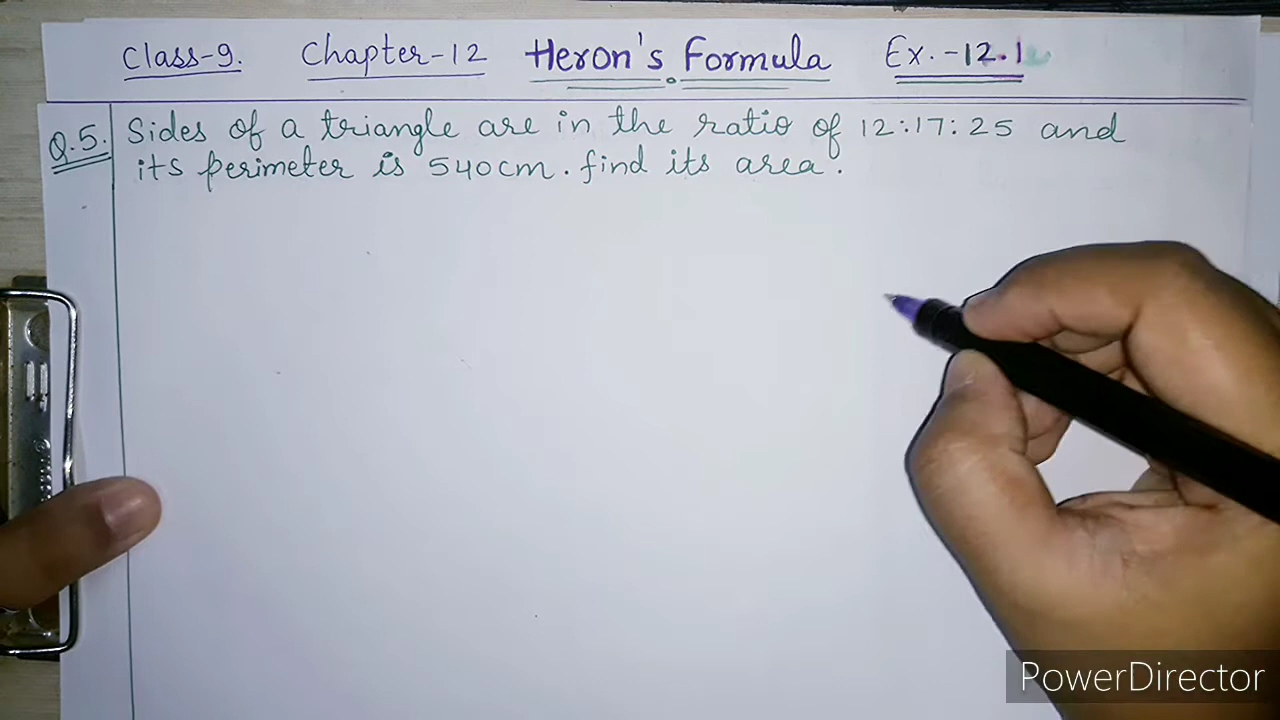 Class-9. Chapter-12 Heron's Formula Ex.-12.1
Q.5. Sides of a triangle are in the ratio of 12:17:25 and
its perimeter is 540cm. find its area.
PowerDirector